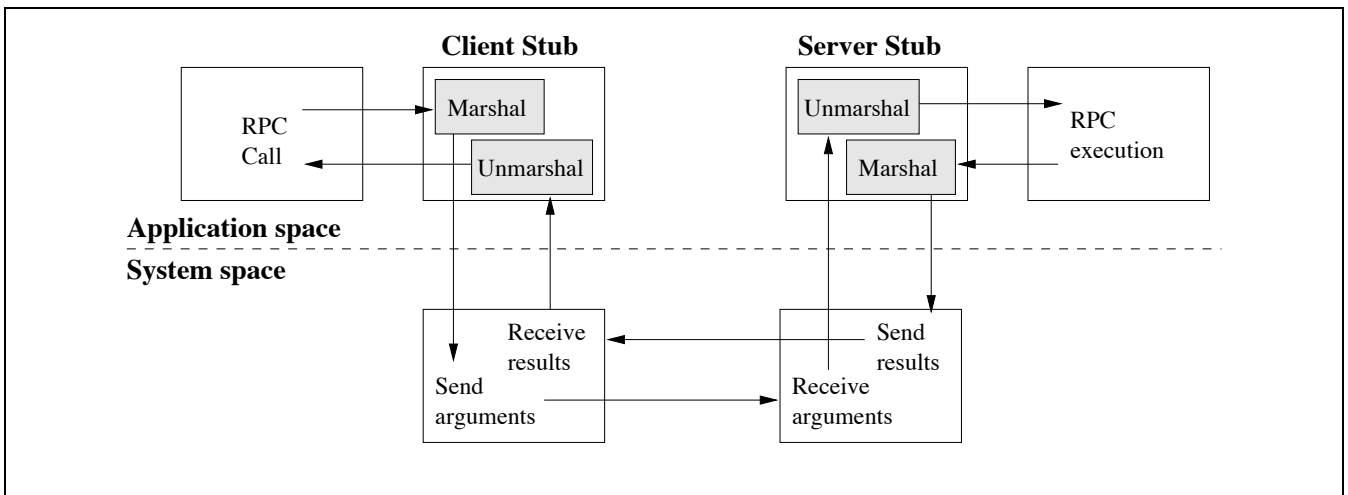 Client Stub
Server Stub
RPC
Call
Marshal
Unmarshal
Unmarshal
Marshal
RPC
execution
Application space
System space
Receive
results
Send
arguments
Send
results
Receive
arguments